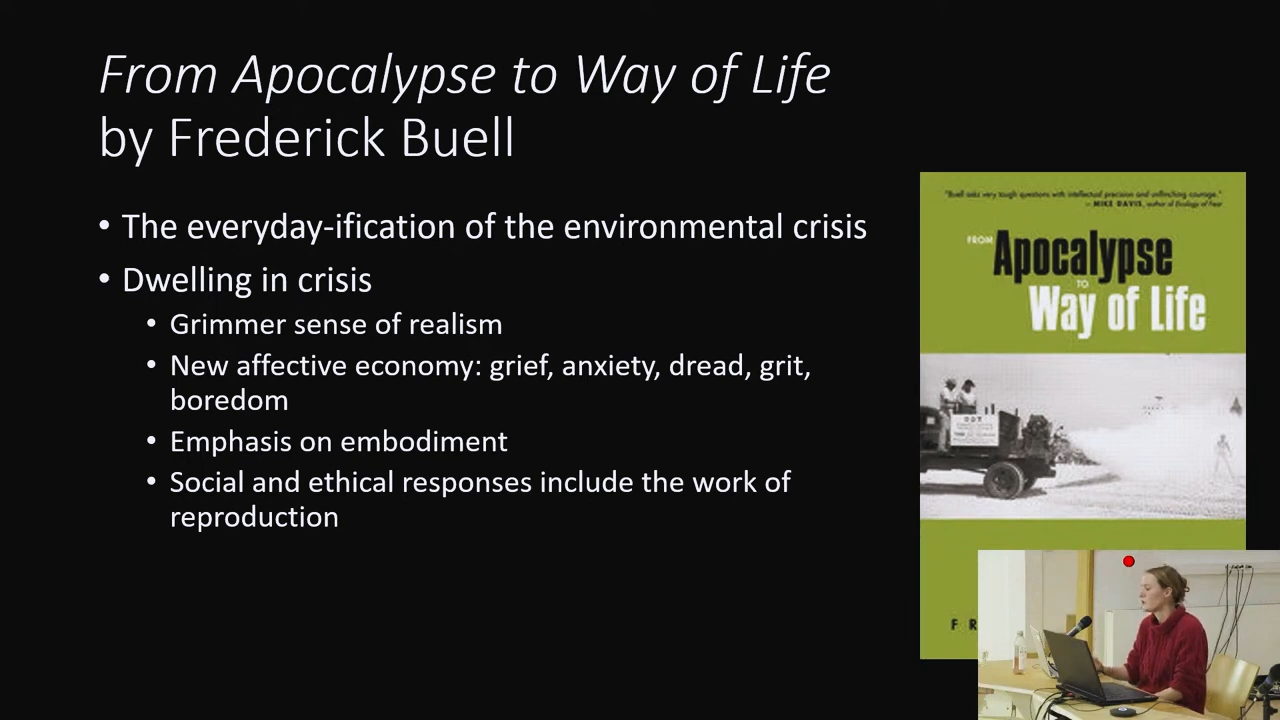 From Apocalypse to Way of Life
by Frederick Buell
• The everyday-ification of the environmental crisis
• Dwelling in crisis
• Grimmer sense of realism
• New affective economy: grief, anxiety, dread, grit,
boredom
• Emphasis on embodiment
• Social and ethical responses include the work of
reproduction
"Buell asks very tough questions with intellectual precision and unflinching courage."
— MIKE DAVIS, author of Ecology of Fear
FROM Apocalypse
TO
Way of Life
DDT
F R